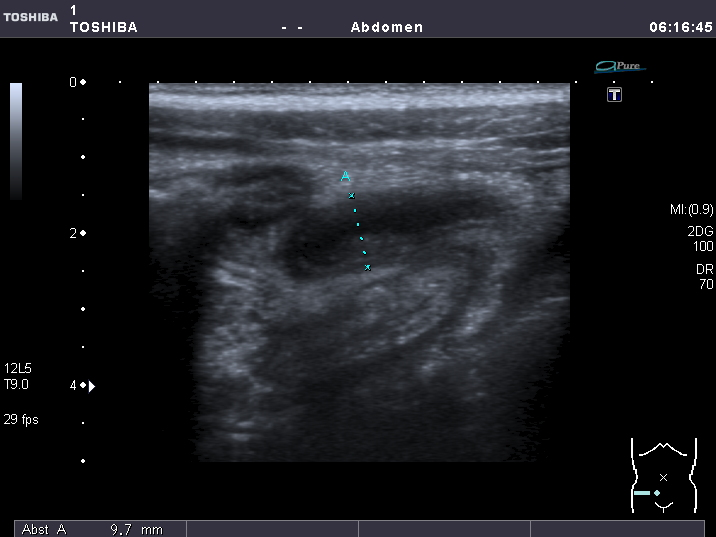 TOSHIBA
1
TOSHIBA - - Abdomen 06:16:45
aPure
T
0
A
2
4
MI:(0.9)
2DG
100
DR
70
12L5
T9.0
29 fps
Abst A 9.7 mm